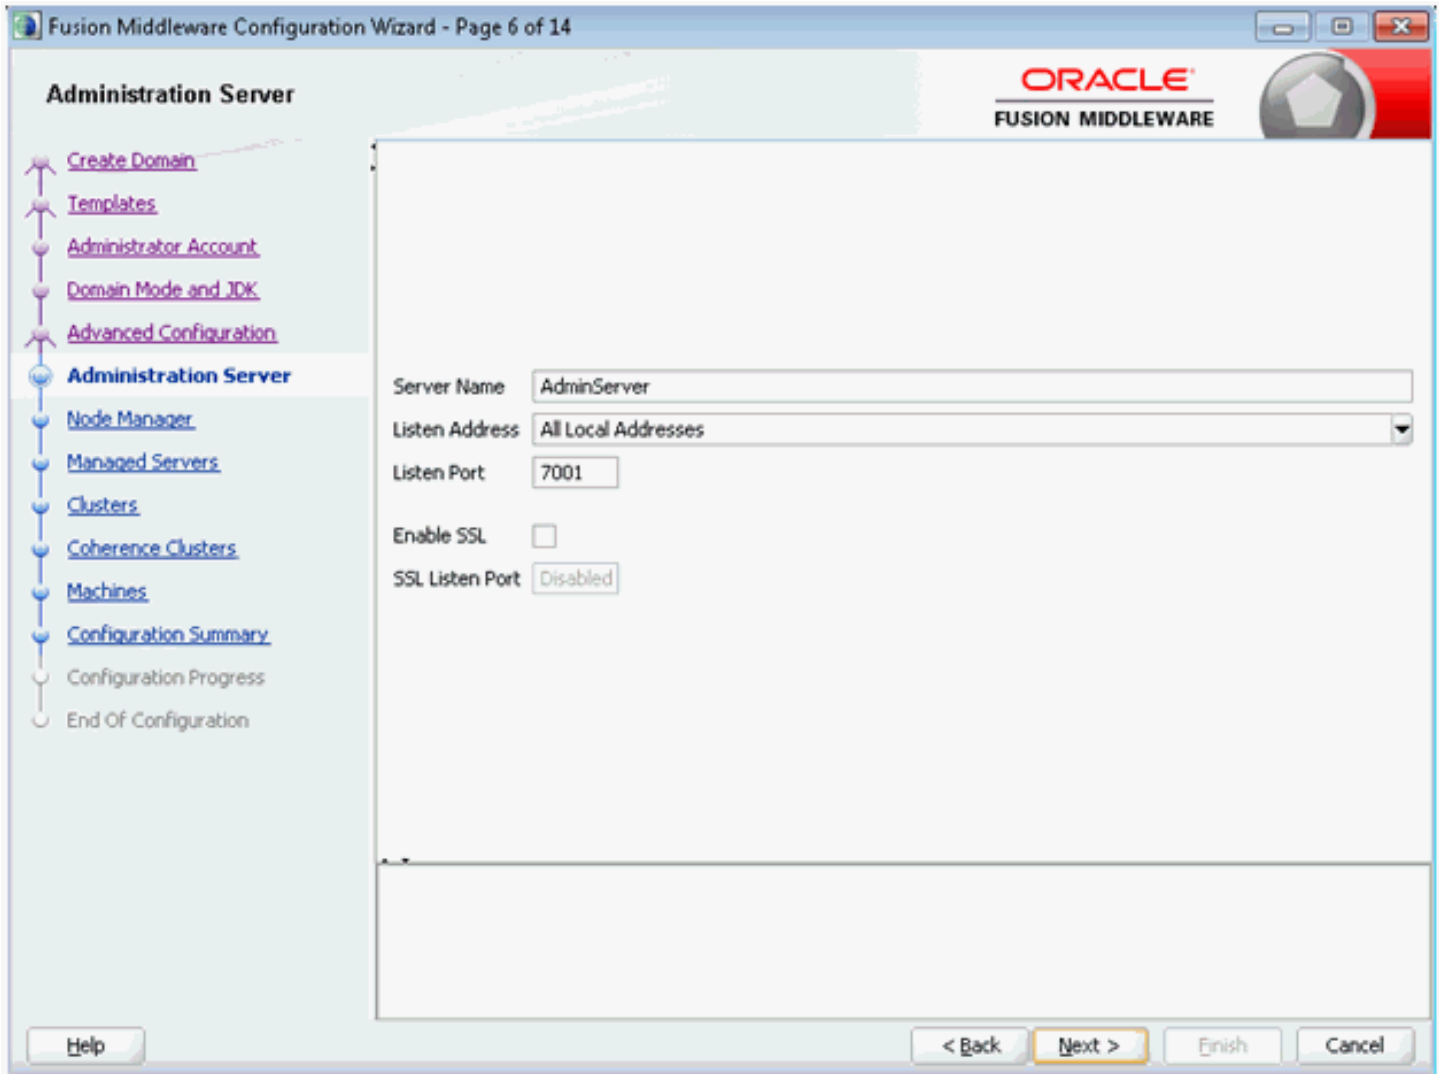 Fusion Middleware Configuration Wizard - Page 6 of 14
Administration Server
ORACLE
FUSION MIDDLEWARE
Create Domain
Templates
Administrator Account
Domain Mode and JDK
Advanced Configuration
Administration Server
Node Manager
Managed Servers
Clusters
Coherence Clusters
Machines
Configuration Summary
Configuration Progress
End Of Configuration
Server Name AdminServer
Listen Address All Local Addresses
Listen Port 7001
Enable SSL
SSL Listen Port Disabled
Help < Back Next > Finish Cancel